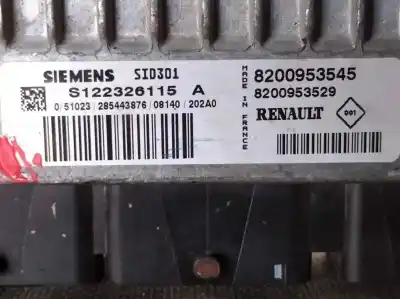 SIEMENS SID301
S122326115 A
0/51023/285443876/08140/202A0
MADE IN FRANCE
8200953545
8200953529
RENAULT
001